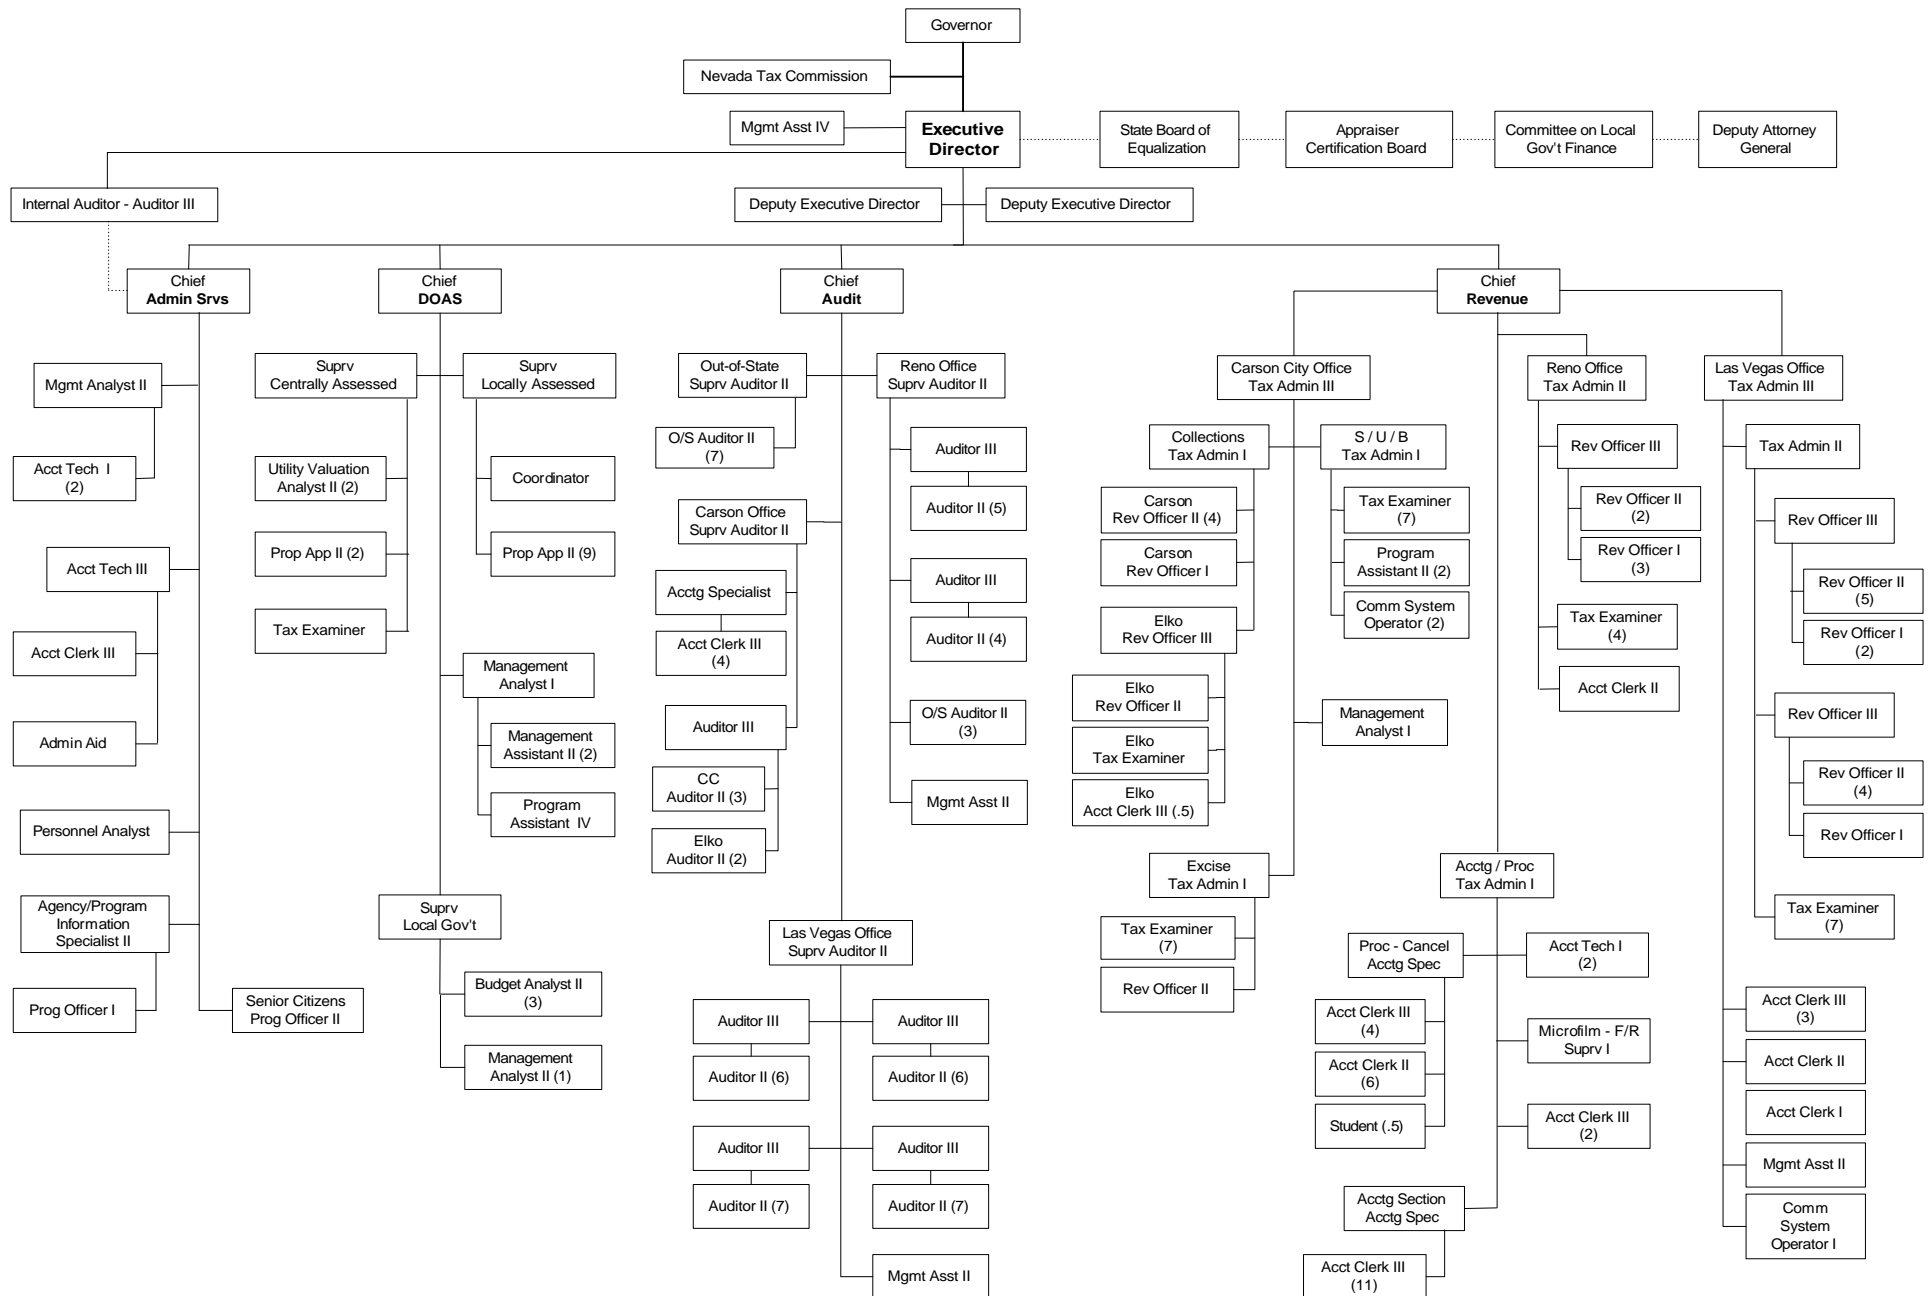 Governor
Nevada Tax Commission
Mgmt Asst IV
Executive
Director
State Board of
Equalization
Appraiser
Certification Board
Committee on Local
Gov't Finance
Deputy Attorney
General
Internal Auditor - Auditor III
Deputy Executive Director
Deputy Executive Director
Chief
Admin Srvs
Mgmt Analyst II
Acct Tech I
(2)
Acct Tech III
Acct Clerk III
Admin Aid
Personnel Analyst
Agency/Program
Information
Specialist II
Prog Officer I
Senior Citizens
Prog Officer II
Chief
DOAS
Suprv
Centrally Assessed
Suprv
Locally Assessed
Utility Valuation
Analyst II (2)
Coordinator
Prop App II (2)
Prop App II (9)
Tax Examiner
Management
Analyst I
Management
Assistant II (2)
Program
Assistant IV
Suprv
Local Gov't
Budget Analyst II
(3)
Management
Analyst II (1)
Chief
Audit
Out-of-State
Suprv Auditor II
O/S Auditor II
(7)
Reno Office
Suprv Auditor II
Auditor III
Auditor II (5)
Auditor III
Auditor II (4)
O/S Auditor II
(3)
Mgmt Asst II
Carson Office
Suprv Auditor II
Acctg Specialist
Acct Clerk III
(4)
Auditor III
CC
Auditor II (3)
Elko
Auditor II (2)
Las Vegas Office
Suprv Auditor II
Auditor III
Auditor III
Auditor II (6)
Auditor II (6)
Auditor III
Auditor III
Auditor II (7)
Auditor II (7)
Mgmt Asst II
Chief
Revenue
Carson City Office
Tax Admin III
Collections
Tax Admin I
S / U / B
Tax Admin I
Carson
Rev Officer II (4)
Carson
Rev Officer I
Elko
Rev Officer III
Elko
Rev Officer II
Elko
Tax Examiner
Elko
Acct Clerk III (.5)
Tax Examiner
(7)
Program
Assistant II (2)
Comm System
Operator (2)
Management
Analyst I
Excise
Tax Admin I
Tax Examiner
(7)
Rev Officer II
Acctg / Proc
Tax Admin I
Proc - Cancel
Acctg Spec
Acct Tech I
(2)
Acct Clerk III
(4)
Acct Clerk II
(6)
Student (.5)
Microfilm - F/R
Suprv I
Acct Clerk III
(2)
Acctg Section
Acctg Spec
Acct Clerk III
(11)
Reno Office
Tax Admin II
Rev Officer III
Rev Officer II
(2)
Rev Officer I
(3)
Tax Examiner
(4)
Acct Clerk II
Las Vegas Office
Tax Admin III
Tax Admin II
Rev Officer III
Rev Officer II
(5)
Rev Officer I
(2)
Rev Officer III
Rev Officer II
(4)
Rev Officer I
Tax Examiner
(7)
Acct Clerk III
(3)
Acct Clerk II
Acct Clerk I
Mgmt Asst II
Comm
System
Operator I